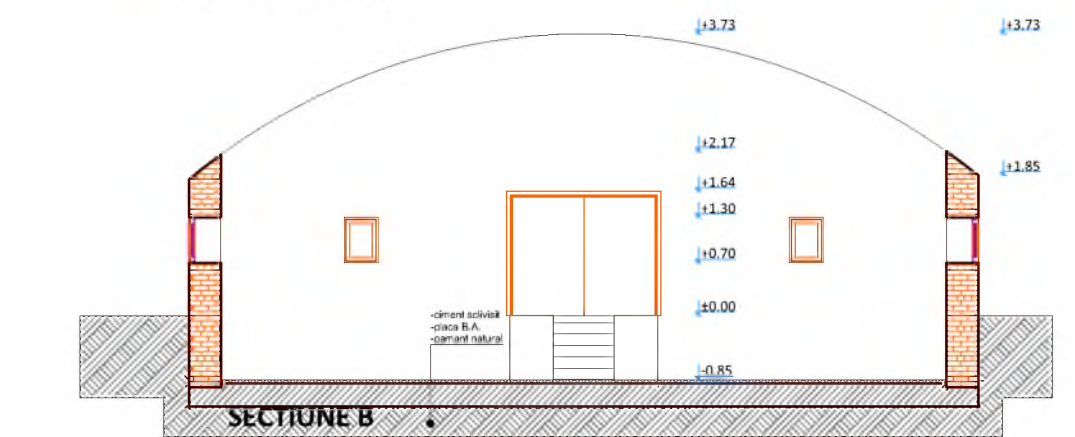 ±3.73
±3.73
±2.17
±1.85
±1.64
±1.30
±0.70
±0.00
-ciment sclivisit
-placa B.A.
-pamant natural
-0.85
SECTIUNE B